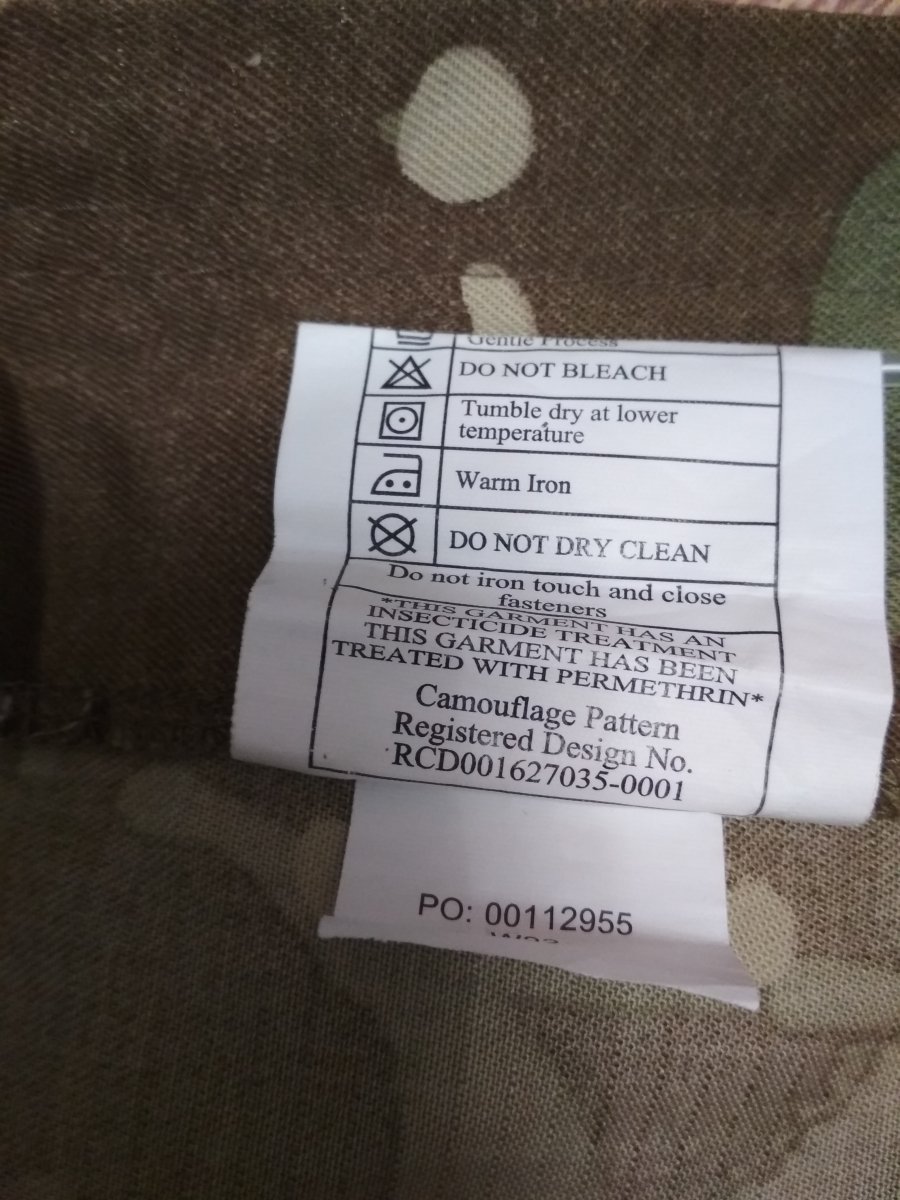 Gentle Process
DO NOT BLEACH
Tumble dry at lower
temperature
Warm Iron
DO NOT DRY CLEAN
Do not iron touch and close
fasteners
*THIS GARMENT HAS AN
INSECTICIDE TREATMENT
THIS GARMENT HAS BEEN
TREATED WITH PERMETHRIN*
Camouflage Pattern
Registered Design No.
RCD001627035-0001
PO: 00112955